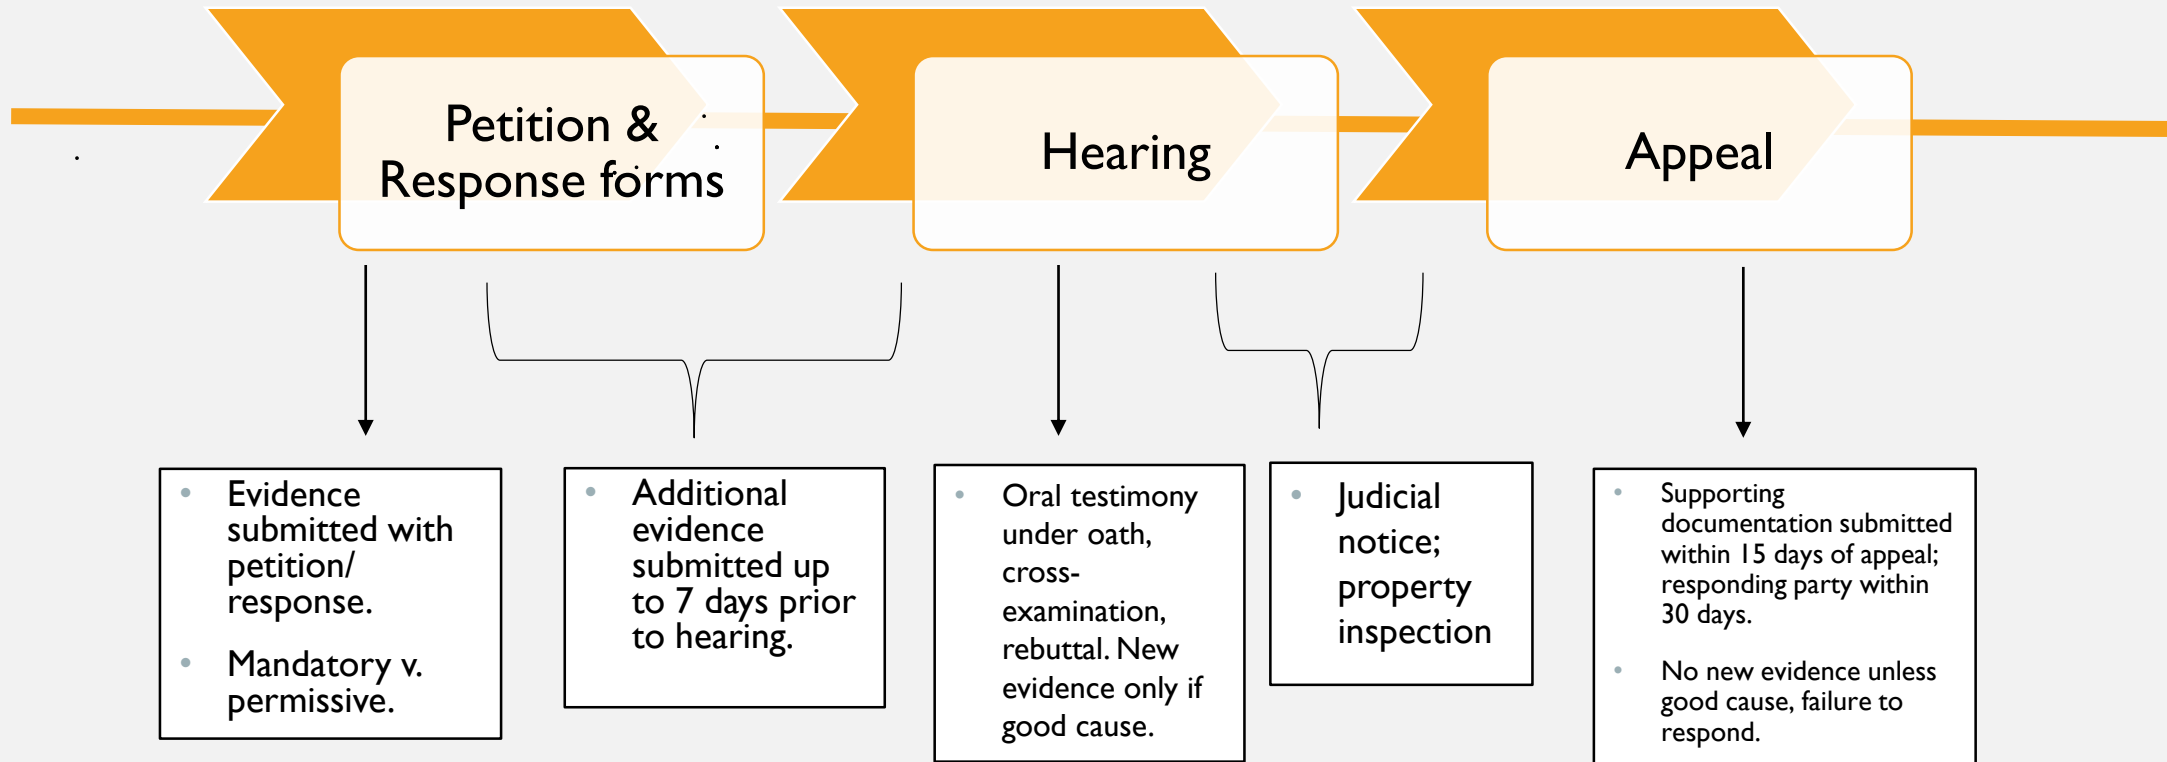 Petition &
Response forms
Hearing
Appeal
• Evidence
submitted with
petition/
response.
• Mandatory v.
permissive.
• Additional
evidence
submitted up
to 7 days prior
to hearing.
• Oral testimony
under oath,
cross-
examination,
rebuttal. New
evidence only if
good cause.
• Judicial
notice;
property
inspection
• Supporting
documentation submitted
within 15 days of appeal;
responding party within
30 days.
• No new evidence unless
good cause, failure to
respond.